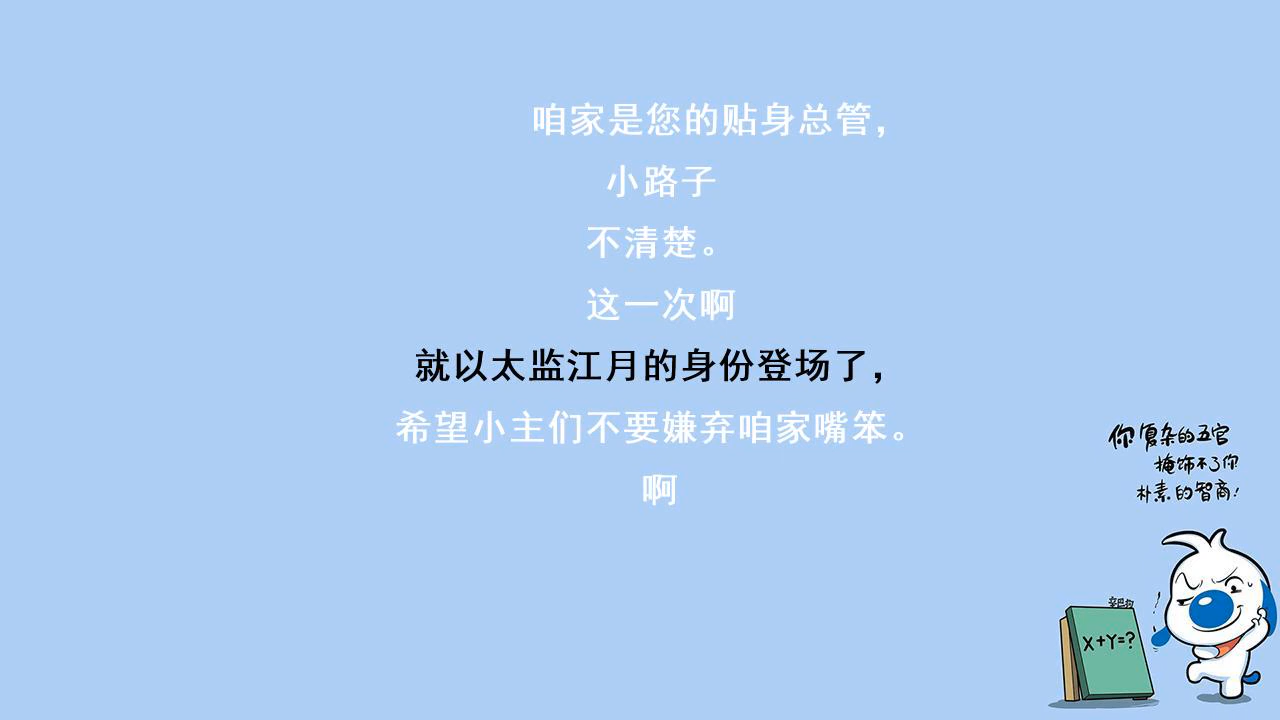 咱家是您的贴身总管，
小路子
不清楚。
这一次啊
就以太监江月的身份登场了，
希望小主们不要嫌弃咱家嘴笨。
啊
你复杂的五官
掩饰不了你
朴素的智商！
X+Y=?